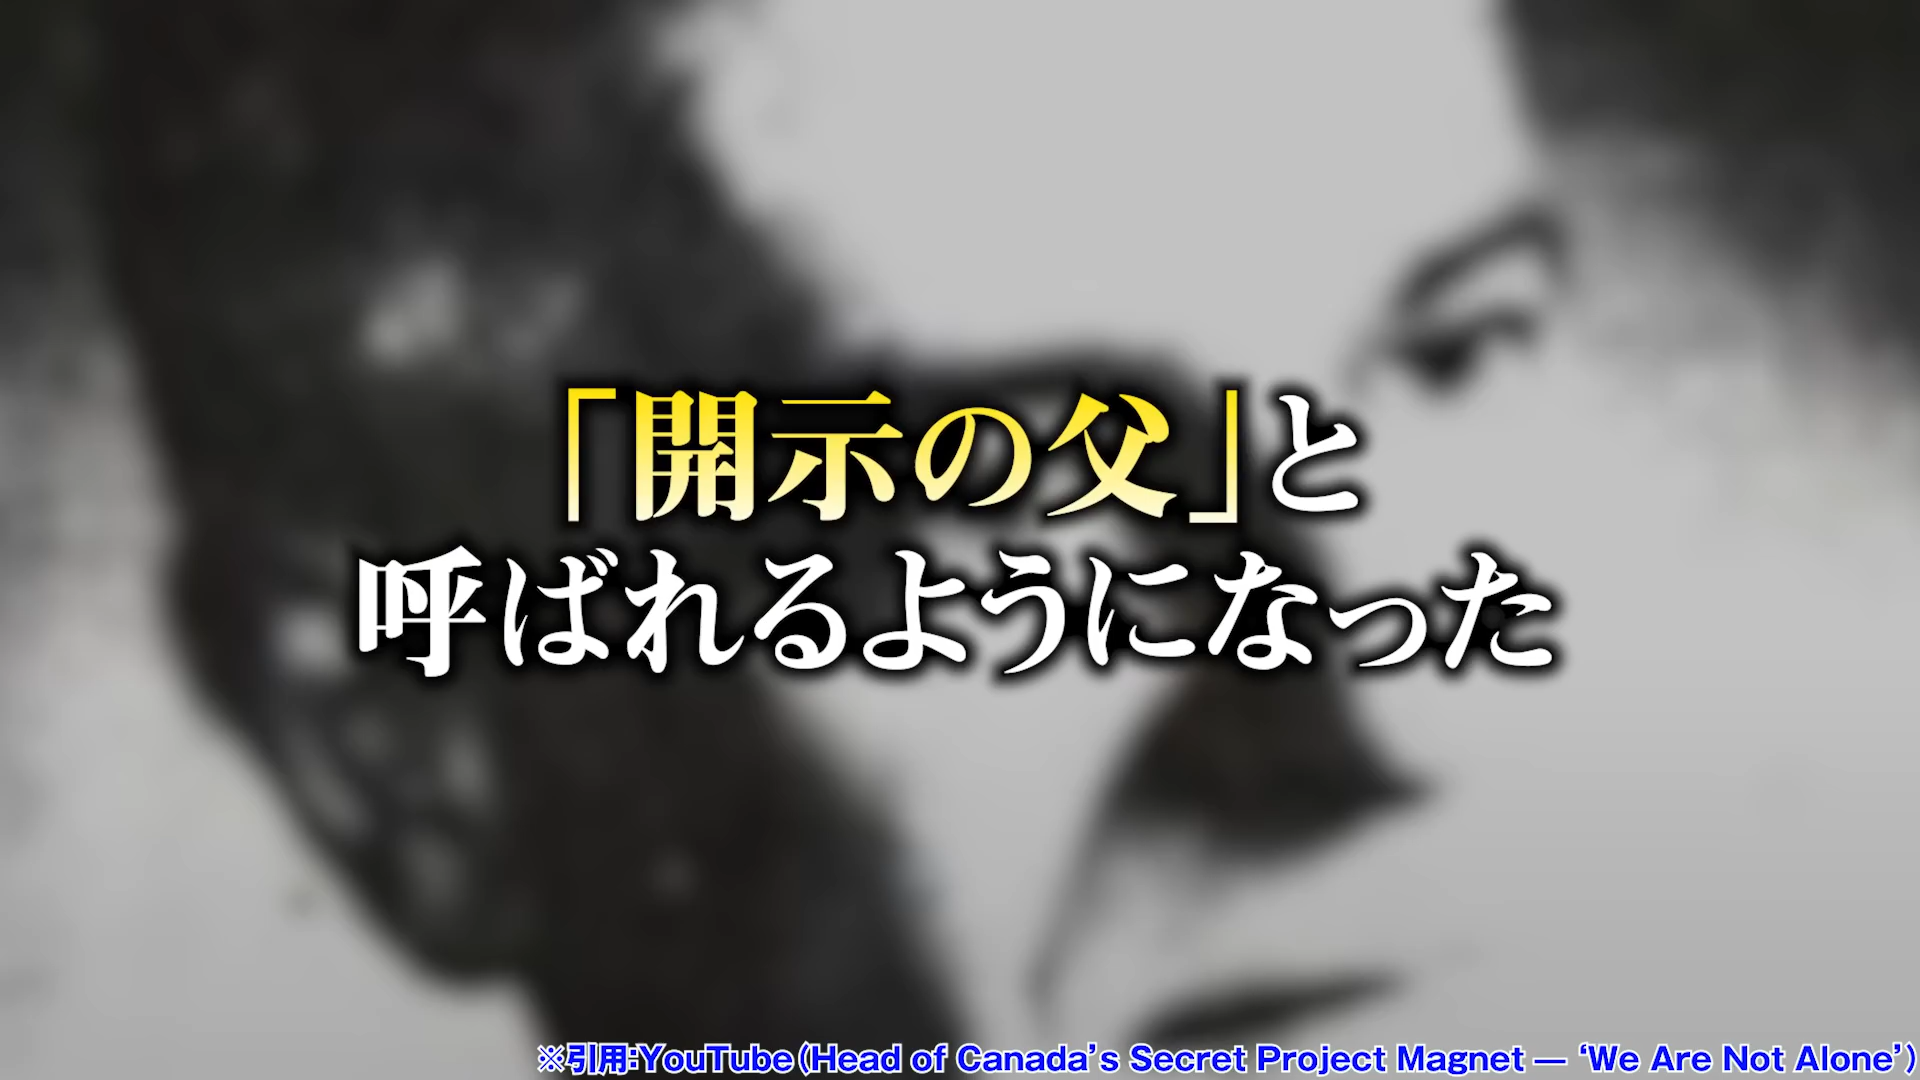 「開示の父」と
呼ばれるようになった
※引用:YouTube(Head of Canada's Secret Project Magnet — ‘We Are Not Alone’)